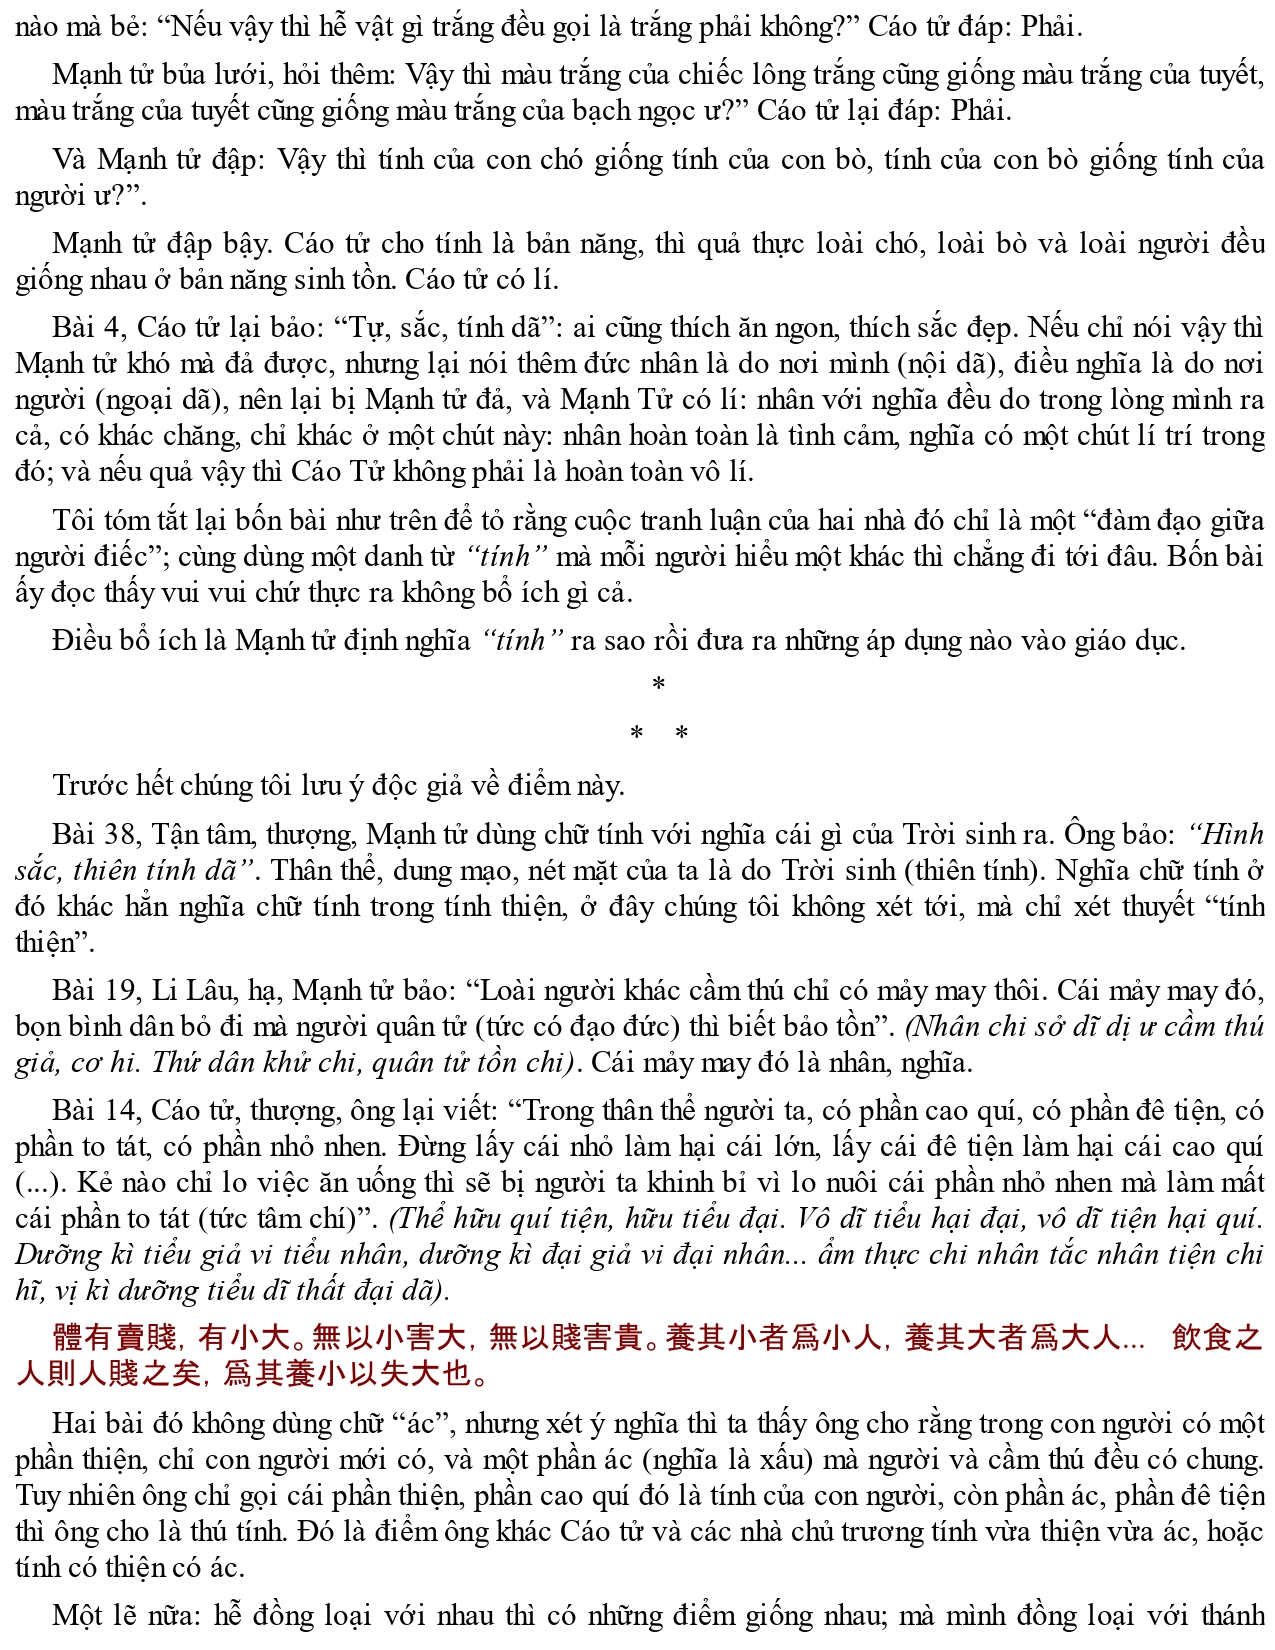 nào mà bẻ: “Nếu vậy thì hễ vật gì trắng đều gọi là trắng phải không?” Cáo tử đáp: Phải.
Mạnh tử bủa lưới, hỏi thêm: Vậy thì màu trắng của chiếc lông trắng cũng giống màu trắng của tuyết,
màu trắng của tuyết cũng giống màu trắng của bạch ngọc ư?” Cáo tử lại đáp: Phải.
Và Mạnh tử đập: Vậy thì tính của con chó giống tính của con bò, tính của con bò giống tính của
người ư?”.
Mạnh tử đập bậy. Cáo tử cho tính là bản năng, thì quả thực loài chó, loài bò và loài người đều
giống nhau ở bản năng sinh tồn. Cáo tử có lí.
Bài 4, Cáo tử lại bảo: “Tự, sắc, tính dã”: ai cũng thích ăn ngon, thích sắc đẹp. Nếu chỉ nói vậy thì
Mạnh tử khó mà đả được, nhưng lại nói thêm đức nhân là do nơi mình (nội dã), điều nghĩa là do nơi
người (ngoại dã), nên lại bị Mạnh tử đả, và Mạnh Tử có lí: nhân với nghĩa đều do trong lòng mình ra
cả, có khác chăng, chỉ khác ở một chút này: nhân hoàn toàn là tình cảm, nghĩa có một chút lí trí trong
đó; và nếu quả vậy thì Cáo Tử không phải là hoàn toàn vô lí.
Tôi tóm tắt lại bốn bài như trên để tỏ rằng cuộc tranh luận của hai nhà đó chỉ là một “đàm đạo giữa
người điếc”; cùng dùng một danh từ “tính” mà mỗi người hiểu một khác thì chẳng đi tới đâu. Bốn bài
ấy đọc thấy vui vui chứ thực ra không bổ ích gì cả.
Điều bổ ích là Mạnh tử định nghĩa “tính” ra sao rồi đưa ra những áp dụng nào vào giáo dục.
*
* *
Trước hết chúng tôi lưu ý độc giả về điểm này.
Bài 38, Tận tâm, thượng, Mạnh tử dùng chữ tính với nghĩa cái gì của Trời sinh ra. Ông bảo: “Hình
sắc, thiên tính dã”. Thân thể, dung mạo, nét mặt của ta là do Trời sinh (thiên tính). Nghĩa chữ tính ở
đó khác hẳn nghĩa chữ tính trong tính thiện, ở đây chúng tôi không xét tới, mà chỉ xét thuyết “tính
thiện”.
Bài 19, Li Lâu, hạ, Mạnh tử bảo: “Loài người khác cầm thú chỉ có mảy may thôi. Cái mảy may đó,
bọn bình dân bỏ đi mà người quân tử (tức có đạo đức) thì biết bảo tồn”. (Nhân chi sở dĩ dị ư cầm thú
giả, cơ hi. Thứ dân khử chi, quân tử tồn chi). Cái mảy may đó là nhân, nghĩa.
Bài 14, Cáo tử, thượng, ông lại viết: “Trong thân thể người ta, có phần cao quí, có phần đê tiện, có
phần to tát, có phần nhỏ nhen. Đừng lấy cái nhỏ làm hại cái lớn, lấy cái đê tiện làm hại cái cao quí
(...). Kẻ nào chỉ lo việc ăn uống thì sẽ bị người ta khinh bỉ vì lo nuôi cái phần nhỏ nhen mà làm mất
cái phần to tát (tức tâm chí)”. (Thể hữu quí tiện, hữu tiểu đại. Vô dĩ tiểu hại đại, vô dĩ tiện hại quí.
Dưỡng kì tiểu giả vi tiểu nhân, dưỡng kì đại giả vi đại nhân... ẩm thực chi nhân tắc nhân tiện chi
hĩ, vị kì dưỡng tiểu dĩ thất đại dã).
體有賣賤, 有小大。無以小害大, 無以賤害貴。養其小者爲小人, 養其大者爲大人... 飲食之
人則人賤之矣, 爲其養小以失大也。
Hai bài đó không dùng chữ “ác”, nhưng xét ý nghĩa thì ta thấy ông cho rằng trong con người có một
phần thiện, chỉ con người mới có, và một phần ác (nghĩa là xấu) mà người và cầm thú đều có chung.
Tuy nhiên ông chỉ gọi cái phần thiện, phần cao quí đó là tính của con người, còn phần ác, phần đê tiện
thì ông cho là thú tính. Đó là điểm ông khác Cáo tử và các nhà chủ trương tính vừa thiện vừa ác, hoặc
tính có thiện có ác.
Một lẽ nữa: hễ đồng loại với nhau thì có những điểm giống nhau; mà mình đồng loại với thánh